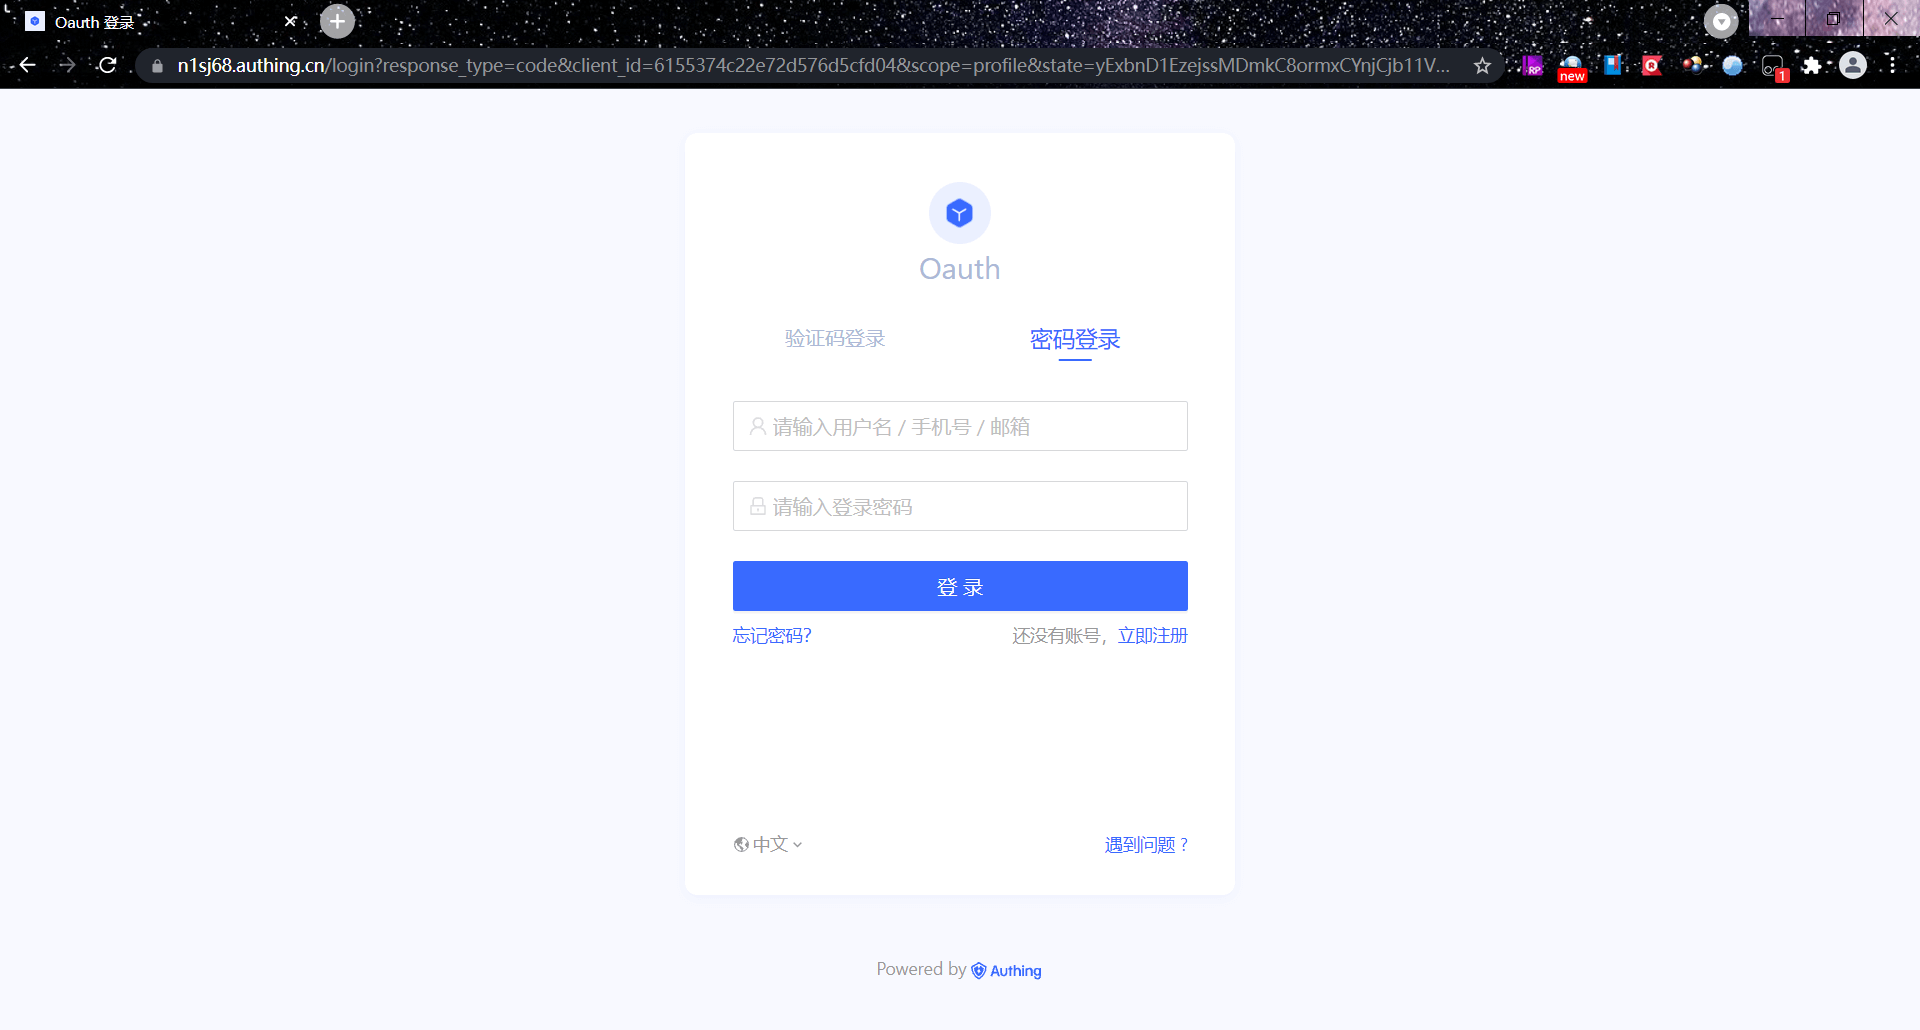 Oauth 登录
n1sj68.authing.cn/login?response_type=code&client_id=6155374c22e72d576d5cfd04&scope=profile&state=yExbnD1EzejssMDmkC8ormxCYnjCjb11V...
RP
new
R
1
Oauth
验证码登录 密码登录
请输入用户名 / 手机号 / 邮箱
请输入登录密码
登 录
忘记密码? 还没有账号，立即注册
中文 遇到问题 ?
Powered by Authing